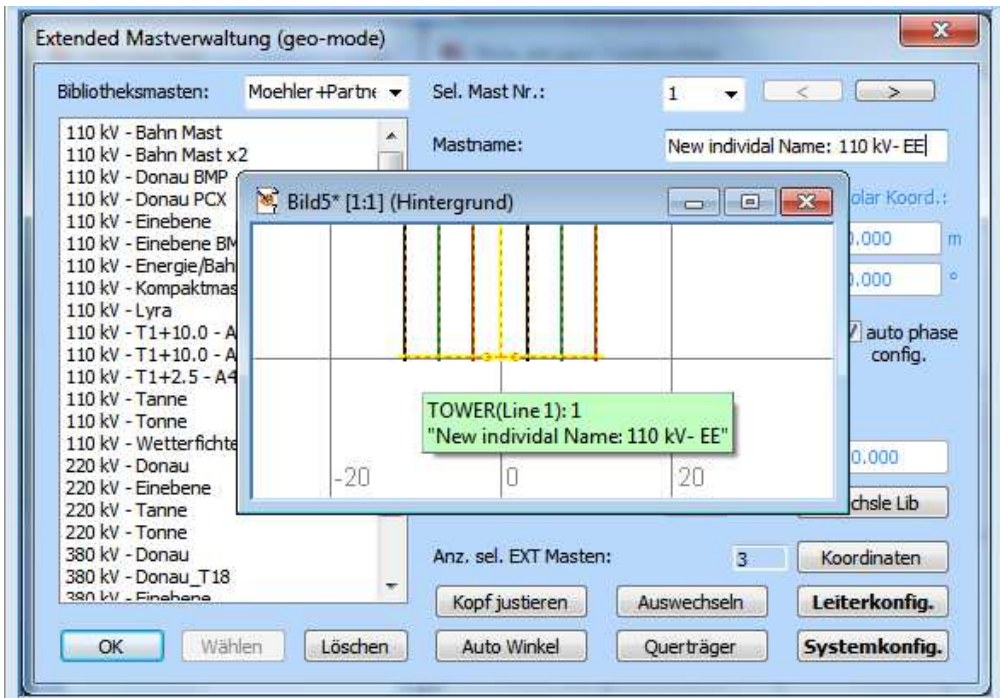 Extended Mastverwaltung (geo-mode)
Bibliotheksmasten:
Moehler+Partne
Sel. Mast Nr.:
1
<
>
Mastname:
New individal Name: 110 kV- EE
110 kV - Bahn Mast
110 kV - Bahn Mast x2
110 kV - Donau BMP
110 kV - Donau PCX
110 kV - Einebene
110 kV - Einebene BM
110 kV - Energie/Bah
110 kV - Kompaktmas
110 kV - Lyra
110 kV - T1+10.0 - A
110 kV - T1+10.0 - A
110 kV - T1+2.5 - A4
110 kV - Tanne
110 kV - Tonne
110 kV - Wetterfichte
220 kV - Donau
220 kV - Einebene
220 kV - Tanne
220 kV - Tonne
380 kV - Donau
380 kV - Donau_T18
380 kV - Einebene
Bild5* [1:1] (Hintergrund)
TOWER(Line 1): 1
"New individal Name: 110 kV- EE"
-20
0
20
olar Koord.:
0.000
m
0.000
°
auto phase
config.
0.000
chsle Lib
Anz. sel. EXT Masten:
3
Koordinaten
Kopf justieren
Auswechseln
Leiterkonfig.
OK
Wählen
Löschen
Auto Winkel
Querträger
Systemkonfig.